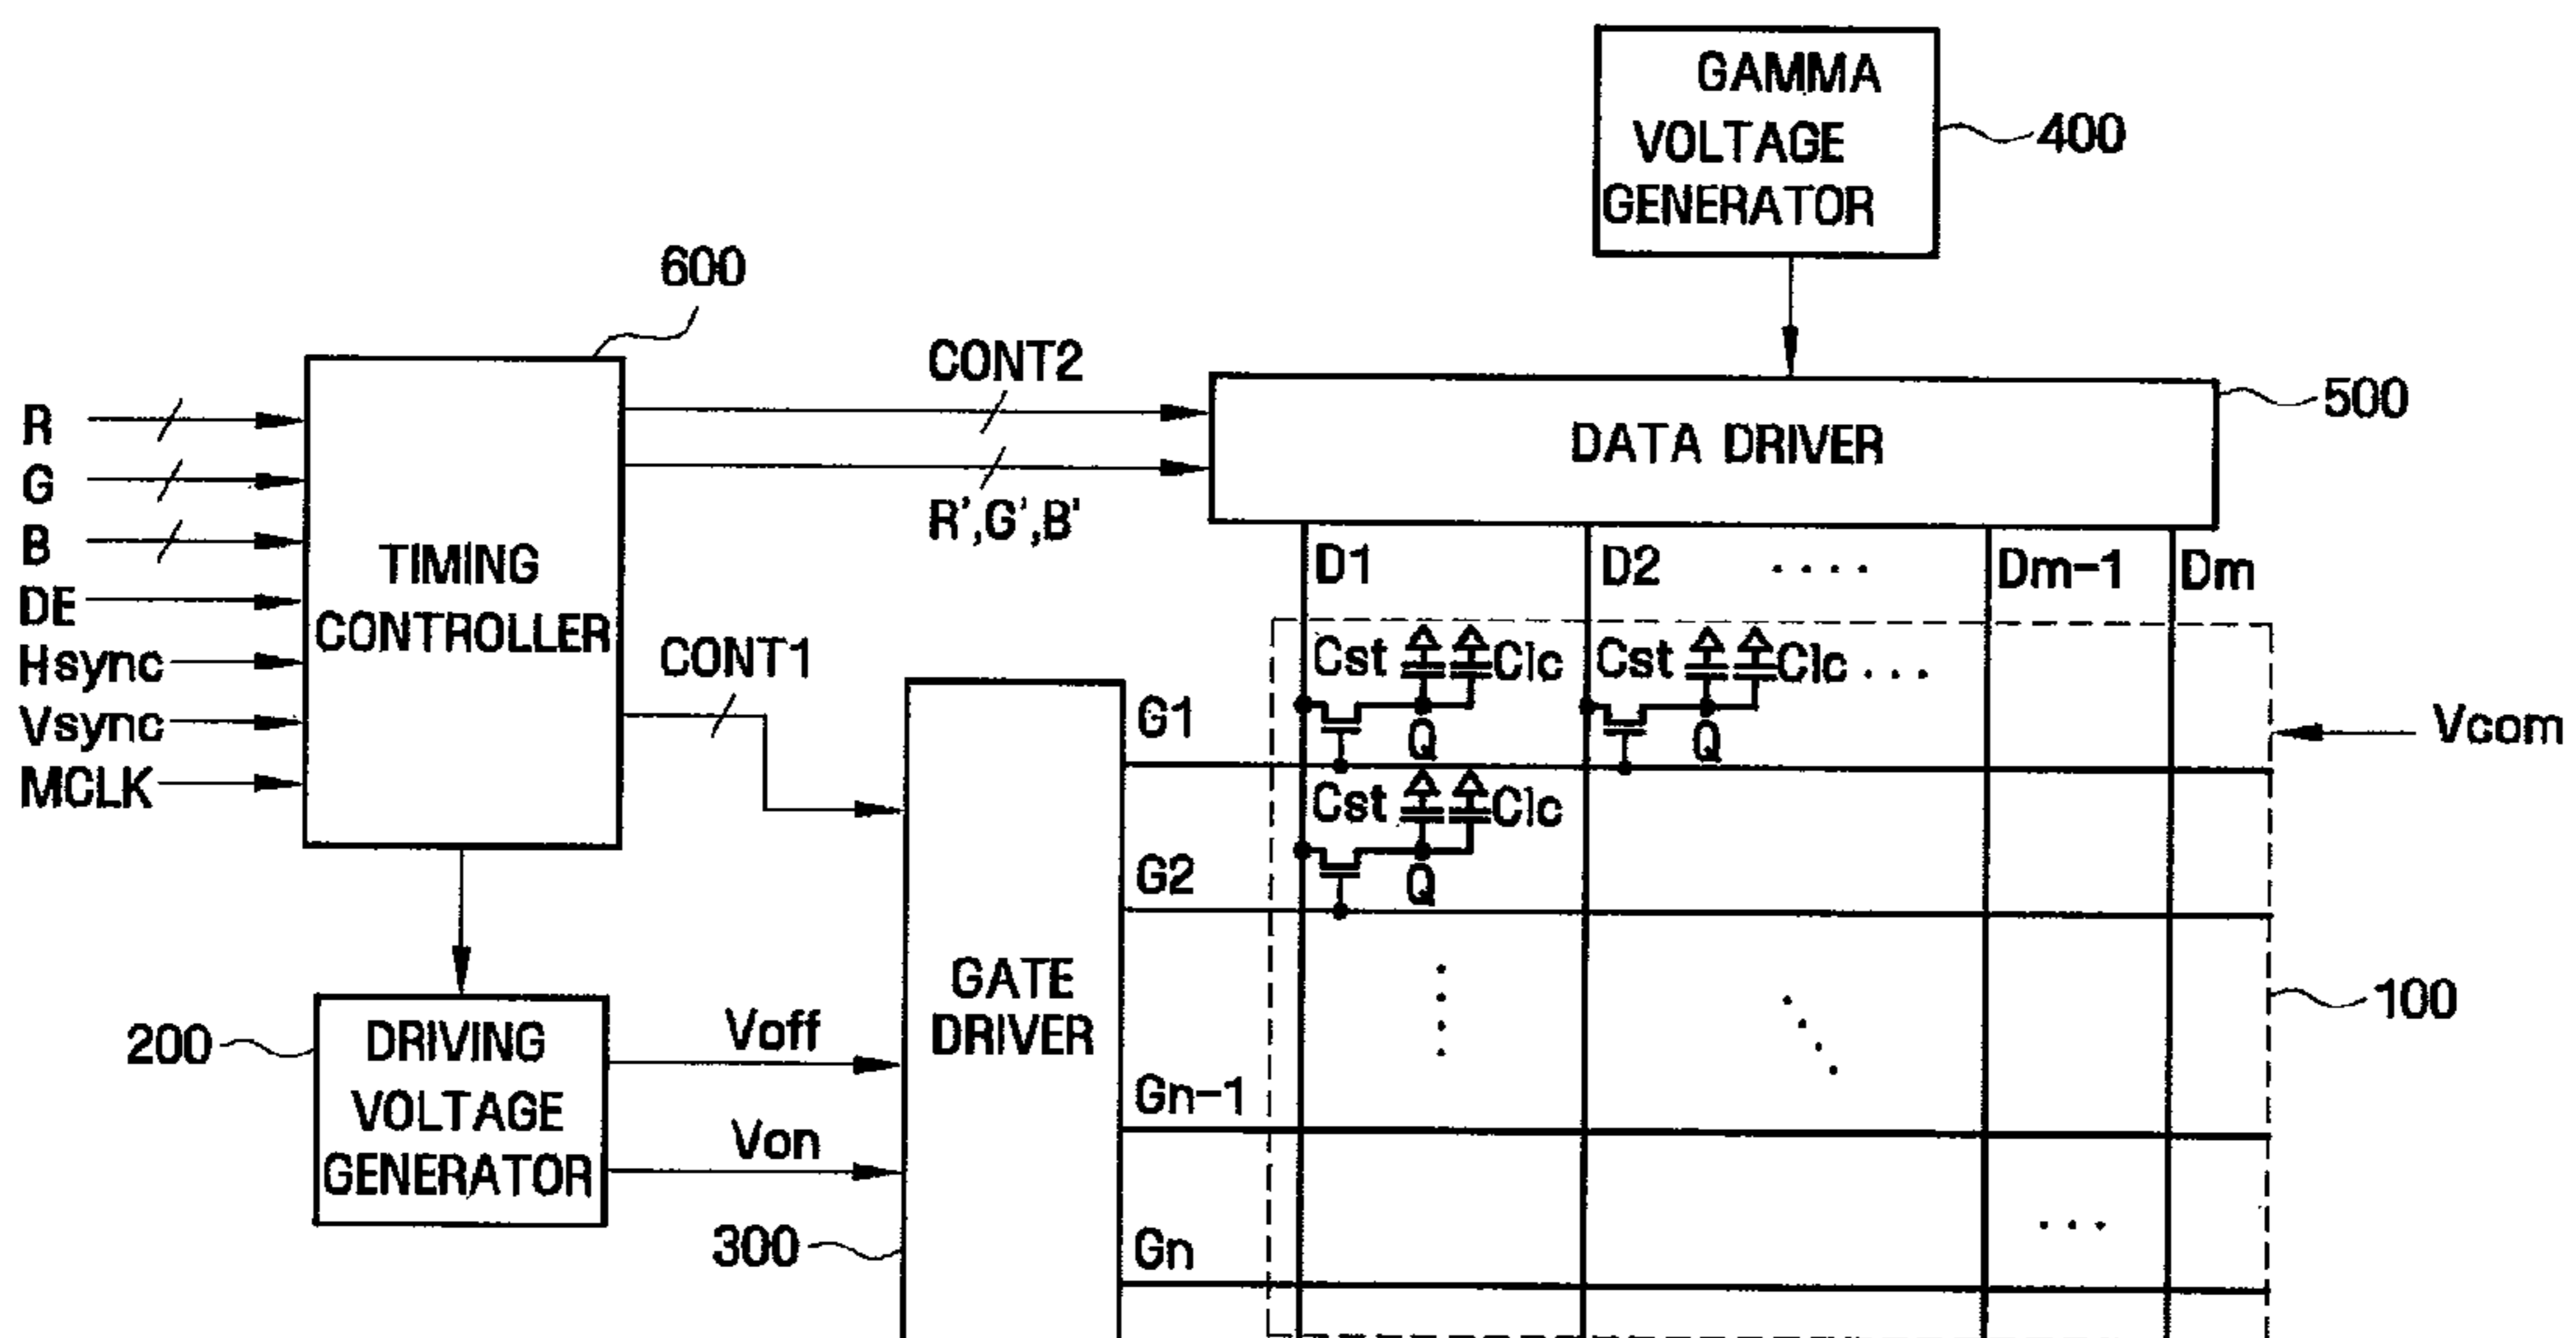 GAMMA
VOLTAGE
GENERATOR
400
600
CONT2
500
R
DATA DRIVER
G
R',G',B'
B
TIMING
CONTROLLER
D1
D2
....
Dm-1
Dm
DE
Hsync
CONT1
Cst
Clc
Cst
Clc
...
Vsync
G1
Q
Q
Vcom
MCLK
Cst
Clc
G2
Q
GATE
DRIVER
100
200
DRIVING
VOLTAGE
GENERATOR
Voff
Gn-1
Von
300
Gn
...